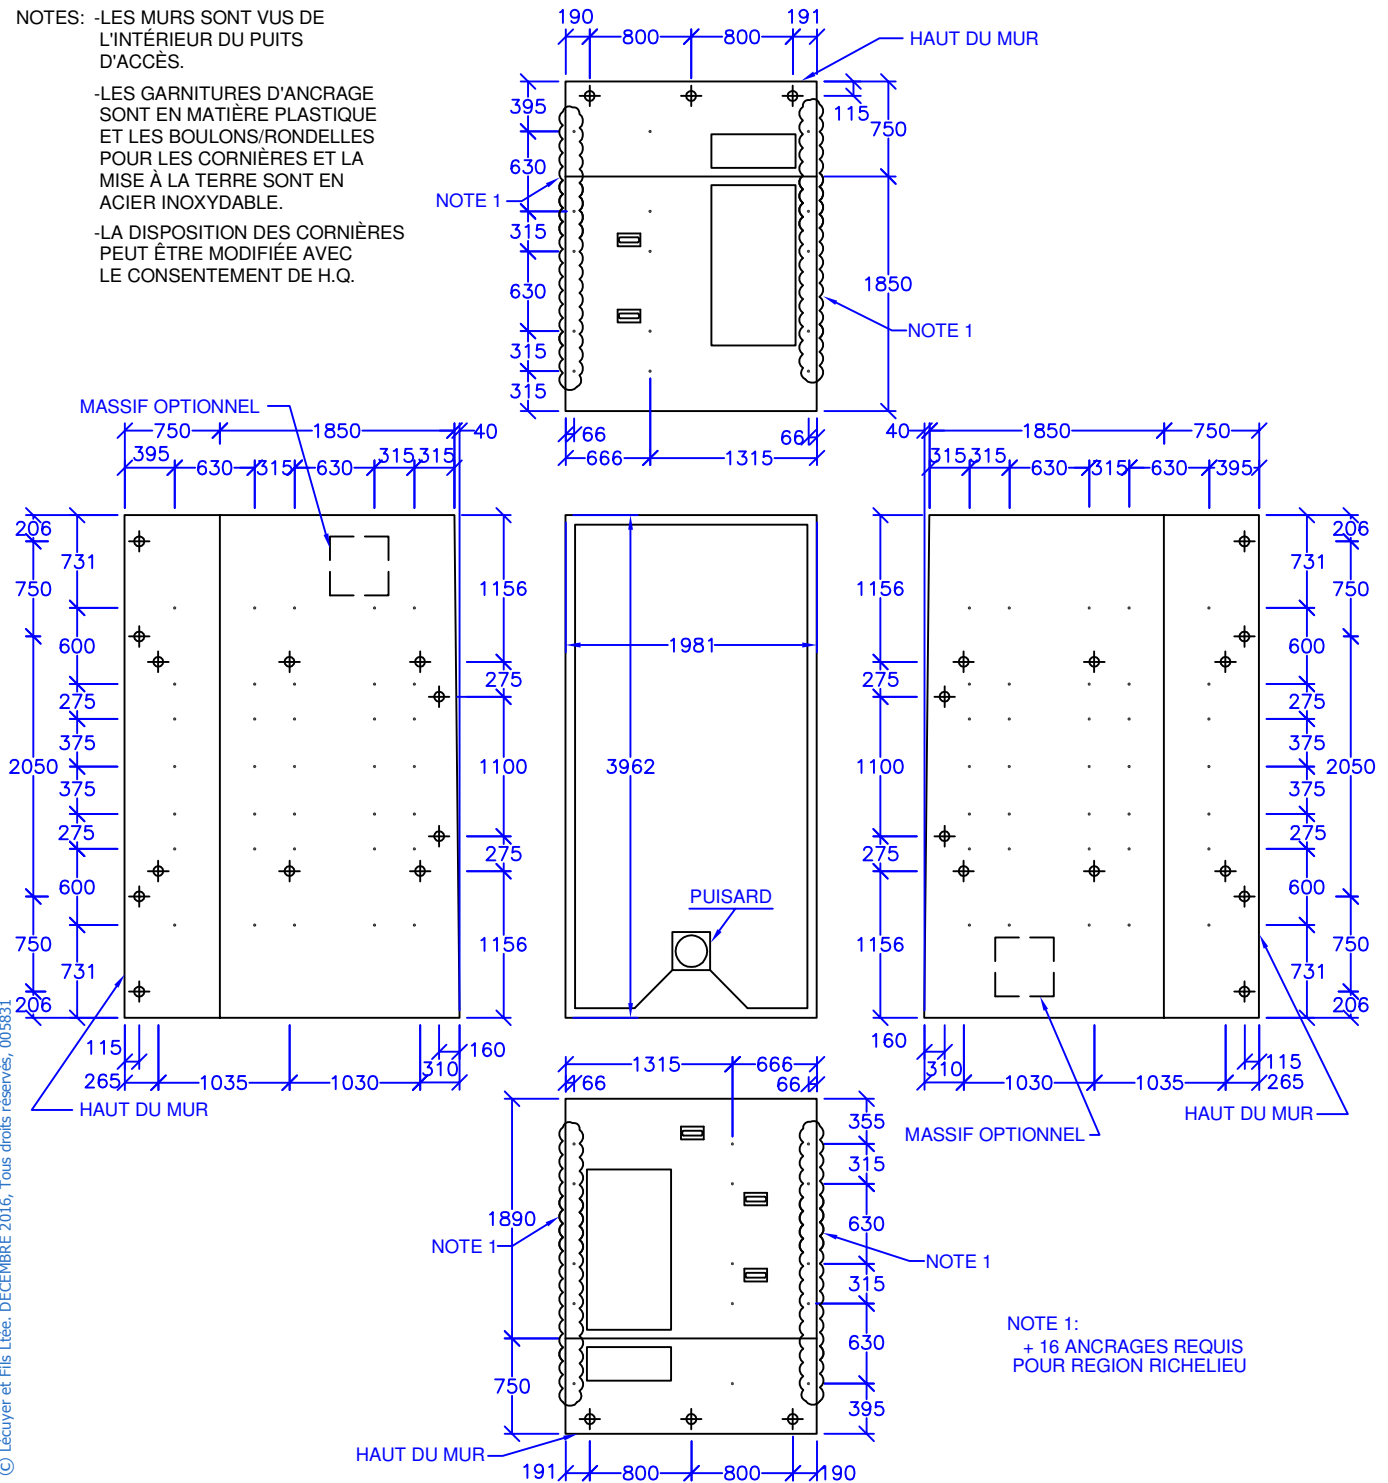 NOTES: -LES MURS SONT VUS DE
L'INTÉRIEUR DU PUITS
D'ACCÈS.
-LES GARNITURES D'ANCRAGE
SONT EN MATIÈRE PLASTIQUE
ET LES BOULONS/RONDELLES
POUR LES CORNIÈRES ET LA
MISE À LA TERRE SONT EN
ACIER INOXYDABLE.
-LA DISPOSITION DES CORNIÈRES
PEUT ÊTRE MODIFIÉE AVEC
LE CONSENTEMENT DE H.Q.
190 800 800 191
HAUT DU MUR
395
630
315
630
315
315
115
750
1850
NOTE 1
NOTE 1
66 66
666 1315
MASSIF OPTIONNEL
750 1850 40
395 630 315 630 315 315
206
750
2050
750
206
731
600
275
375
375
275
600
731
1156
275
1100
275
1156
115 160
265 1035 1030 310
HAUT DU MUR
1981
3962
PUISARD
40 1850 750
315 315 630 315 630 395
1156
275
1100
275
1156
731
600
275
375
375
275
600
731
206
750
2050
750
206
160 115
310 1030 1035 265
HAUT DU MUR
MASSIF OPTIONNEL
1315 666
66 66
1890
750
355
315
630
315
630
395
NOTE 1
NOTE 1
HAUT DU MUR
191 800 800 190
NOTE 1:
+ 16 ANCRAGES REQUIS
POUR REGION RICHELIEU
(C) Lécuyer et Fils Ltée. DECEMBRE 2016, Tous droits réservés, 005831